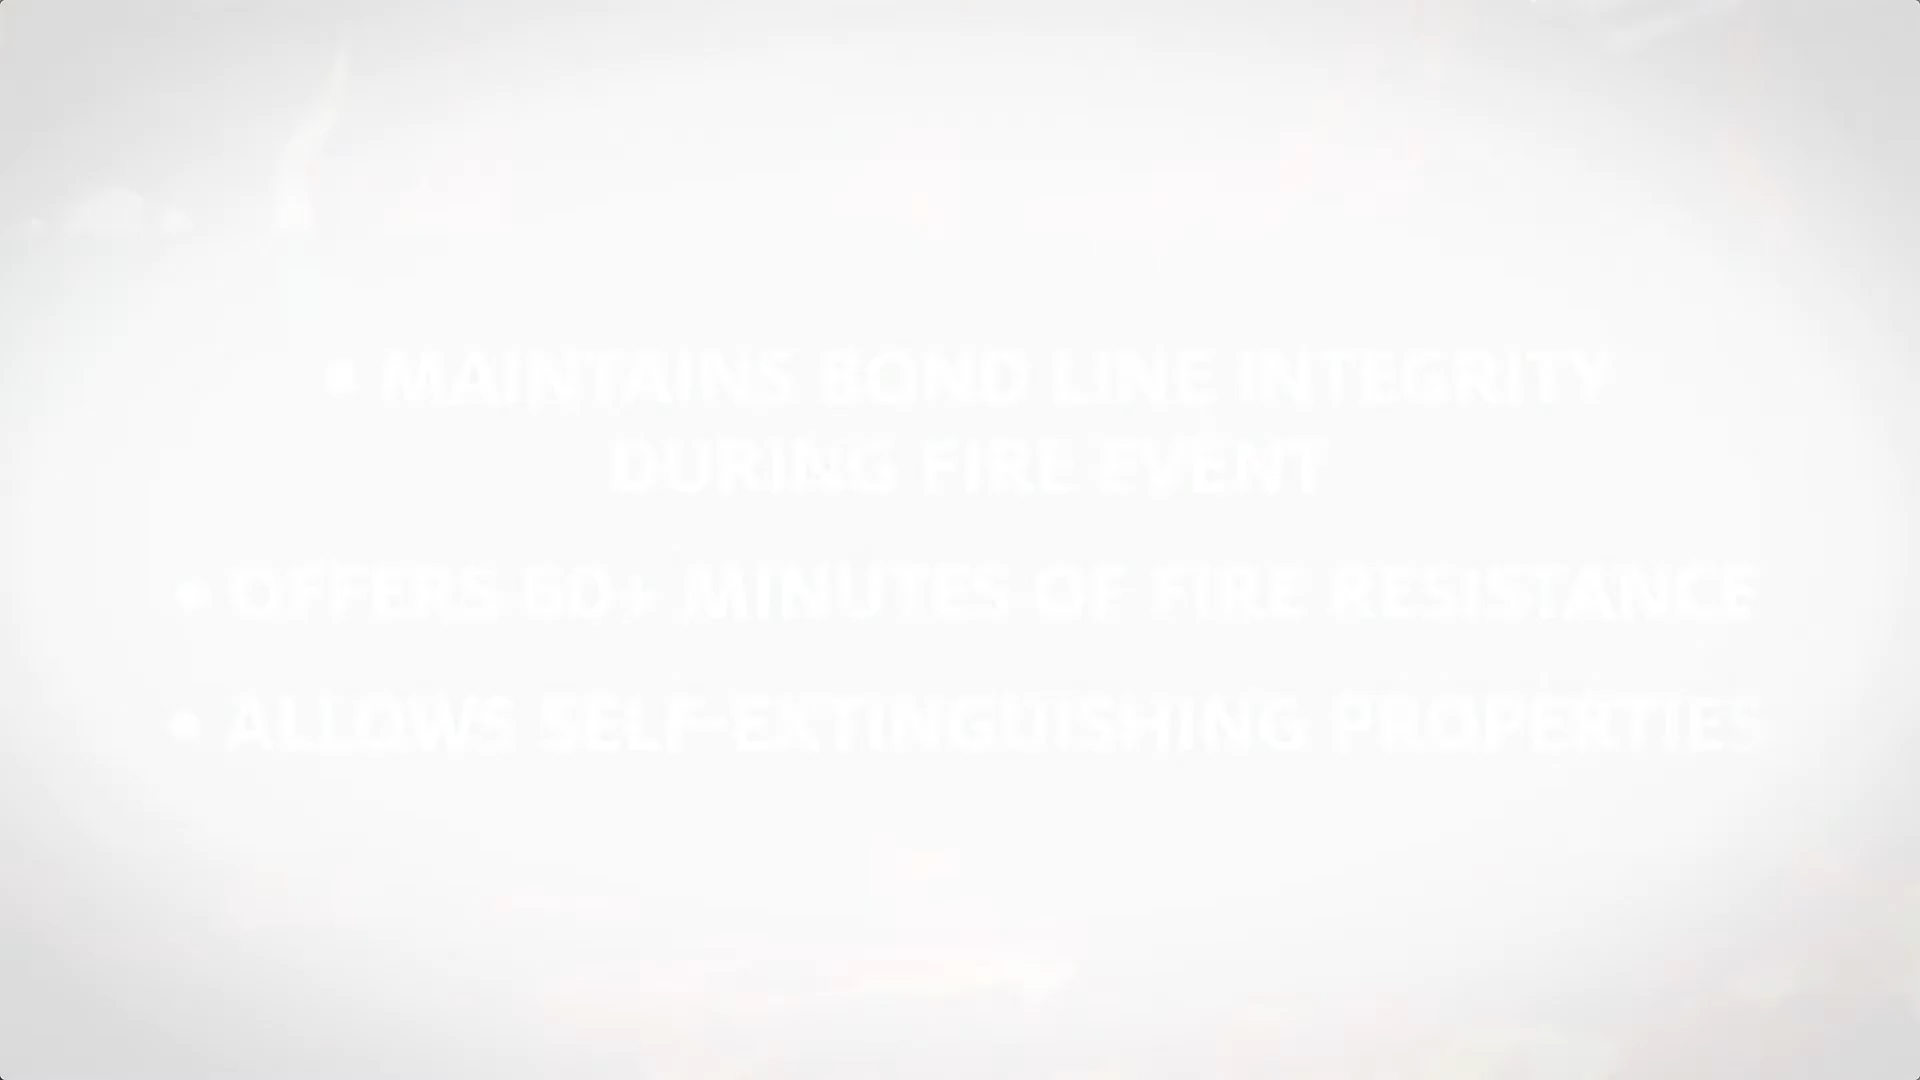 • MAINTAINS BOND LINE INTEGRITY
DURING FIRE EVENT
• OFFERS 60+ MINUTES OF FIRE RESISTANCE
• ALLOWS SELF-EXTINGUISHING PROPERTIES